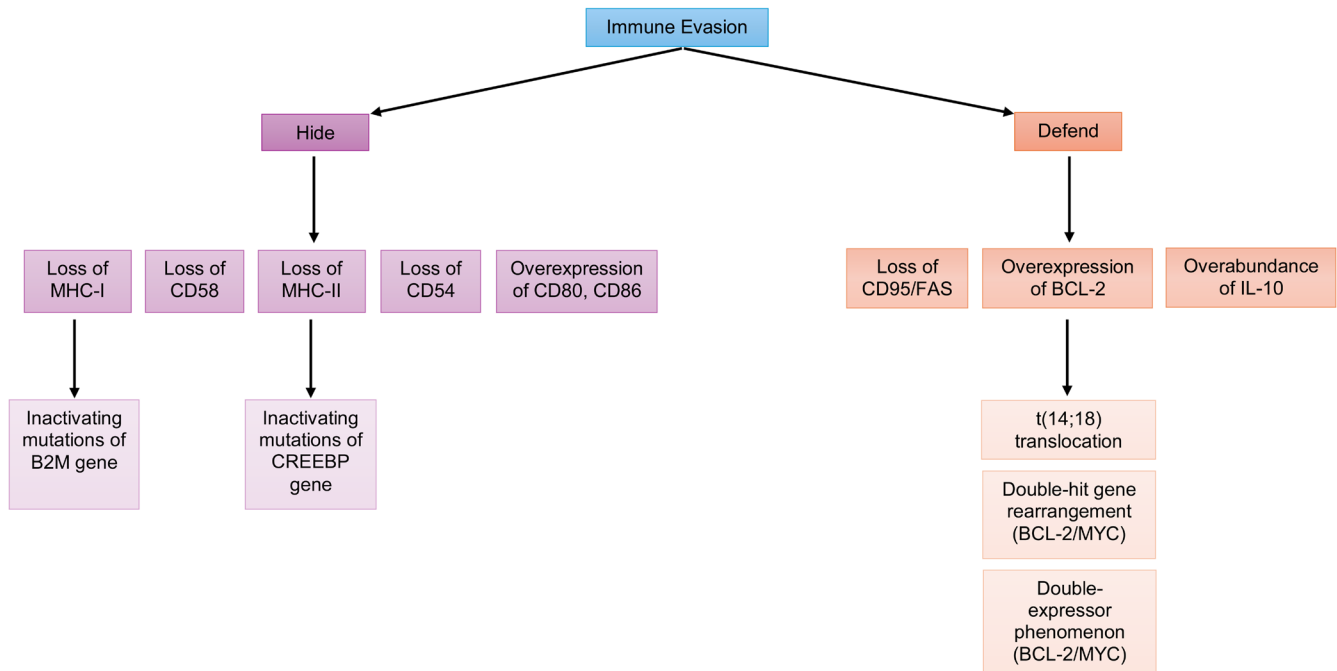 Immune Evasion
Hide
Defend
Loss of
MHC-I
Loss of
CD58
Loss of
MHC-II
Loss of
CD54
Overexpression
of CD80, CD86
Loss of
CD95/FAS
Overexpression
of BCL-2
Overabundance
of IL-10
Inactivating
mutations of
B2M gene
Inactivating
mutations of
CREEBP
gene
t(14;18)
translocation
Double-hit gene
rearrangement
(BCL-2/MYC)
Double-
expressor
phenomenon
(BCL-2/MYC)